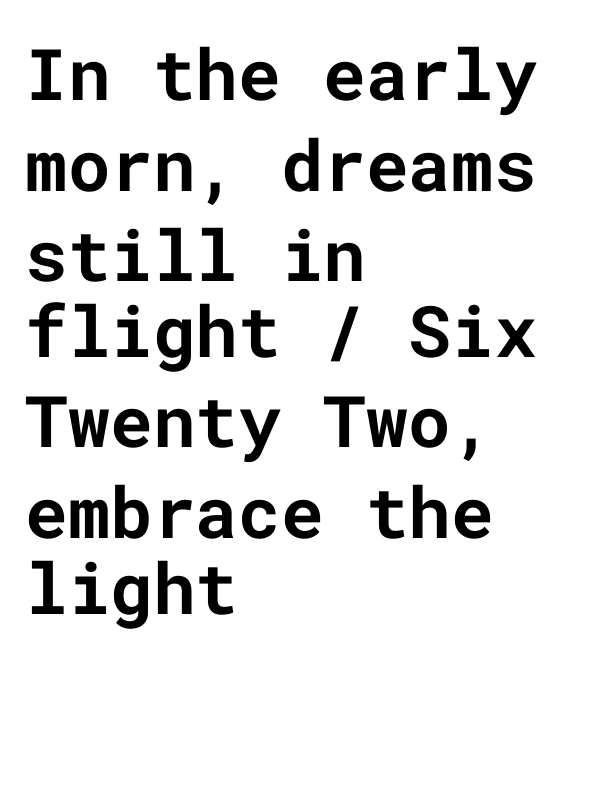 In the early
morn, dreams
still in
flight / Six
Twenty Two,
embrace the
light